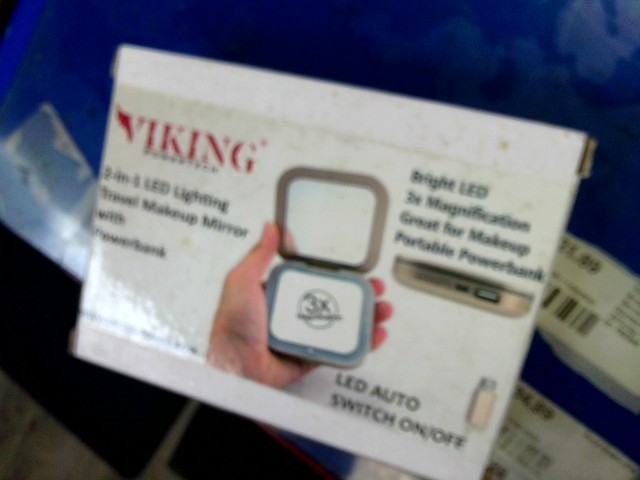 VIKING
2-in-1 LED Lighting
Travel Makeup Mirror
with
Powerbank
Bright LED
2x Magnification
Great for Makeup
Portable Powerbank
3x
LED AUTO
SWITCH ON/OFF